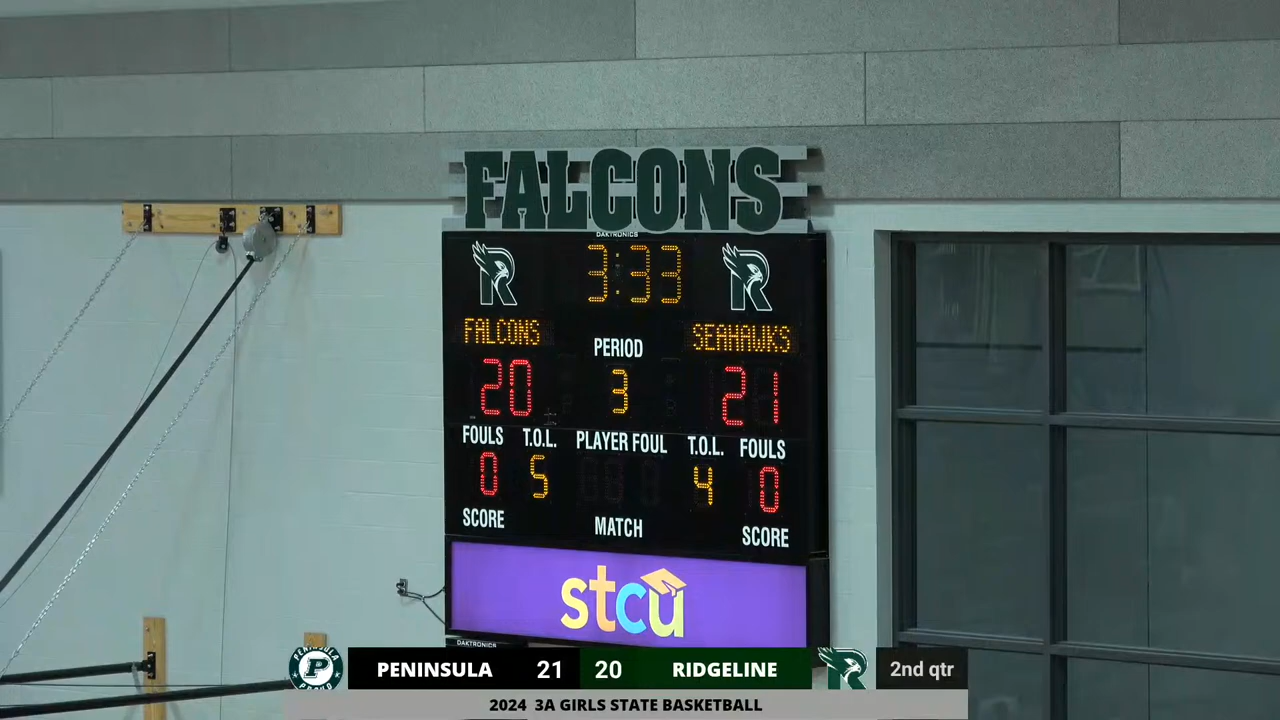 FALCONS
DAKTRONICS
R 3:33 R
FALCONS SEAHAWKS
PERIOD
20 3 21
FOULS T.O.L. PLAYER FOUL T.O.L. FOULS
0 5 4 0
SCORE MATCH SCORE
stcu
DAKTRONICS
PENINSULA P PENINSULA 21 20 RIDGELINE R 2nd qtr
2024 3A GIRLS STATE BASKETBALL